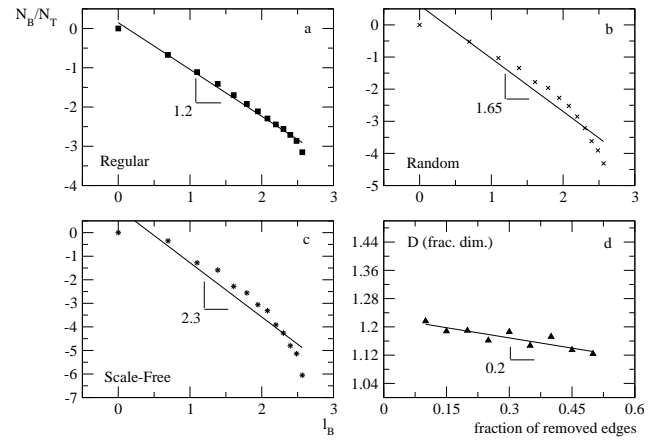 N_B/N_T
0
-1
-2
-3
-4
a
1.2
Regular
0 1 2 3
0
-1
-2
-3
-4
-5
b
1.65
Random
0 1 2 3
0
-1
-2
-3
-4
-5
-6
-7
c
2.3
Scale-Free
0 1 2 3
l_B
1.44
1.36
1.28
1.2
1.12
1.04
D (frac. dim.)
d
0.2
0 0.15 0.3 0.45 0.6
fraction of removed edges